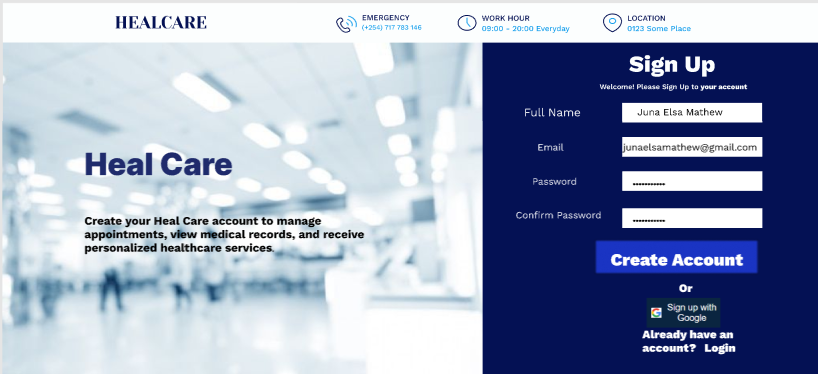 HEALCARE
EMERGENCY
(+254) 717 783 146
WORK HOUR
09:00 - 20:00 Everyday
LOCATION
0123 Some Place
Heal Care
Create your Heal Care account to manage
appointments, view medical records, and receive
personalized healthcare services.
Sign Up
Welcome! Please Sign Up to your account
Full Name
Juna Elsa Mathew
Email
junaelsamathew@gmail.com
Password
Confirm Password
Create Account
Or
Sign up with
Google
Already have an
account? Login